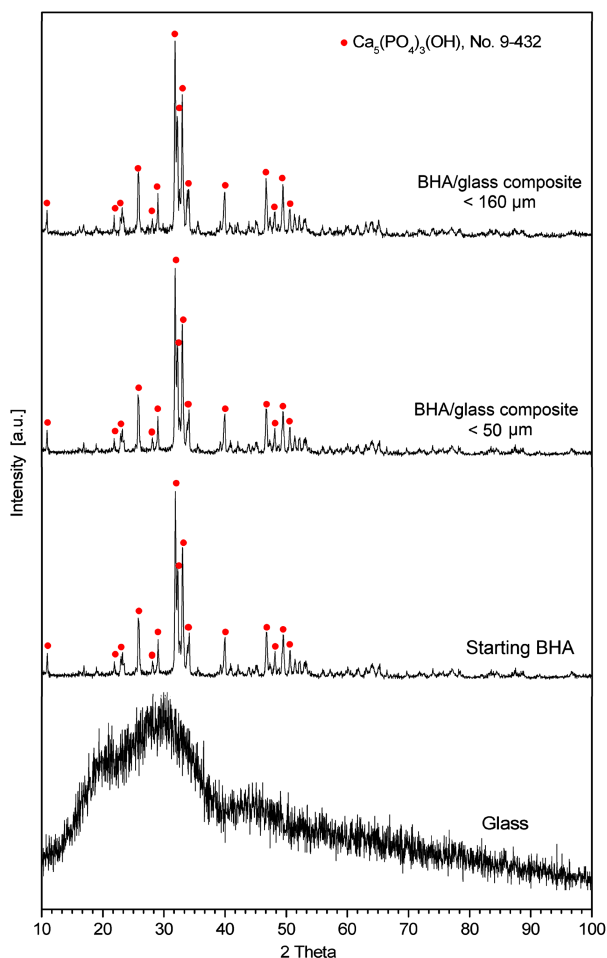 Ca₅(PO₄)₃(OH), No. 9-432
BHA/glass composite
< 160 µm
BHA/glass composite
< 50 µm
Starting BHA
Glass
Intensity [a.u.]
10 20 30 40 50 60 70 80 90 100
2 Theta